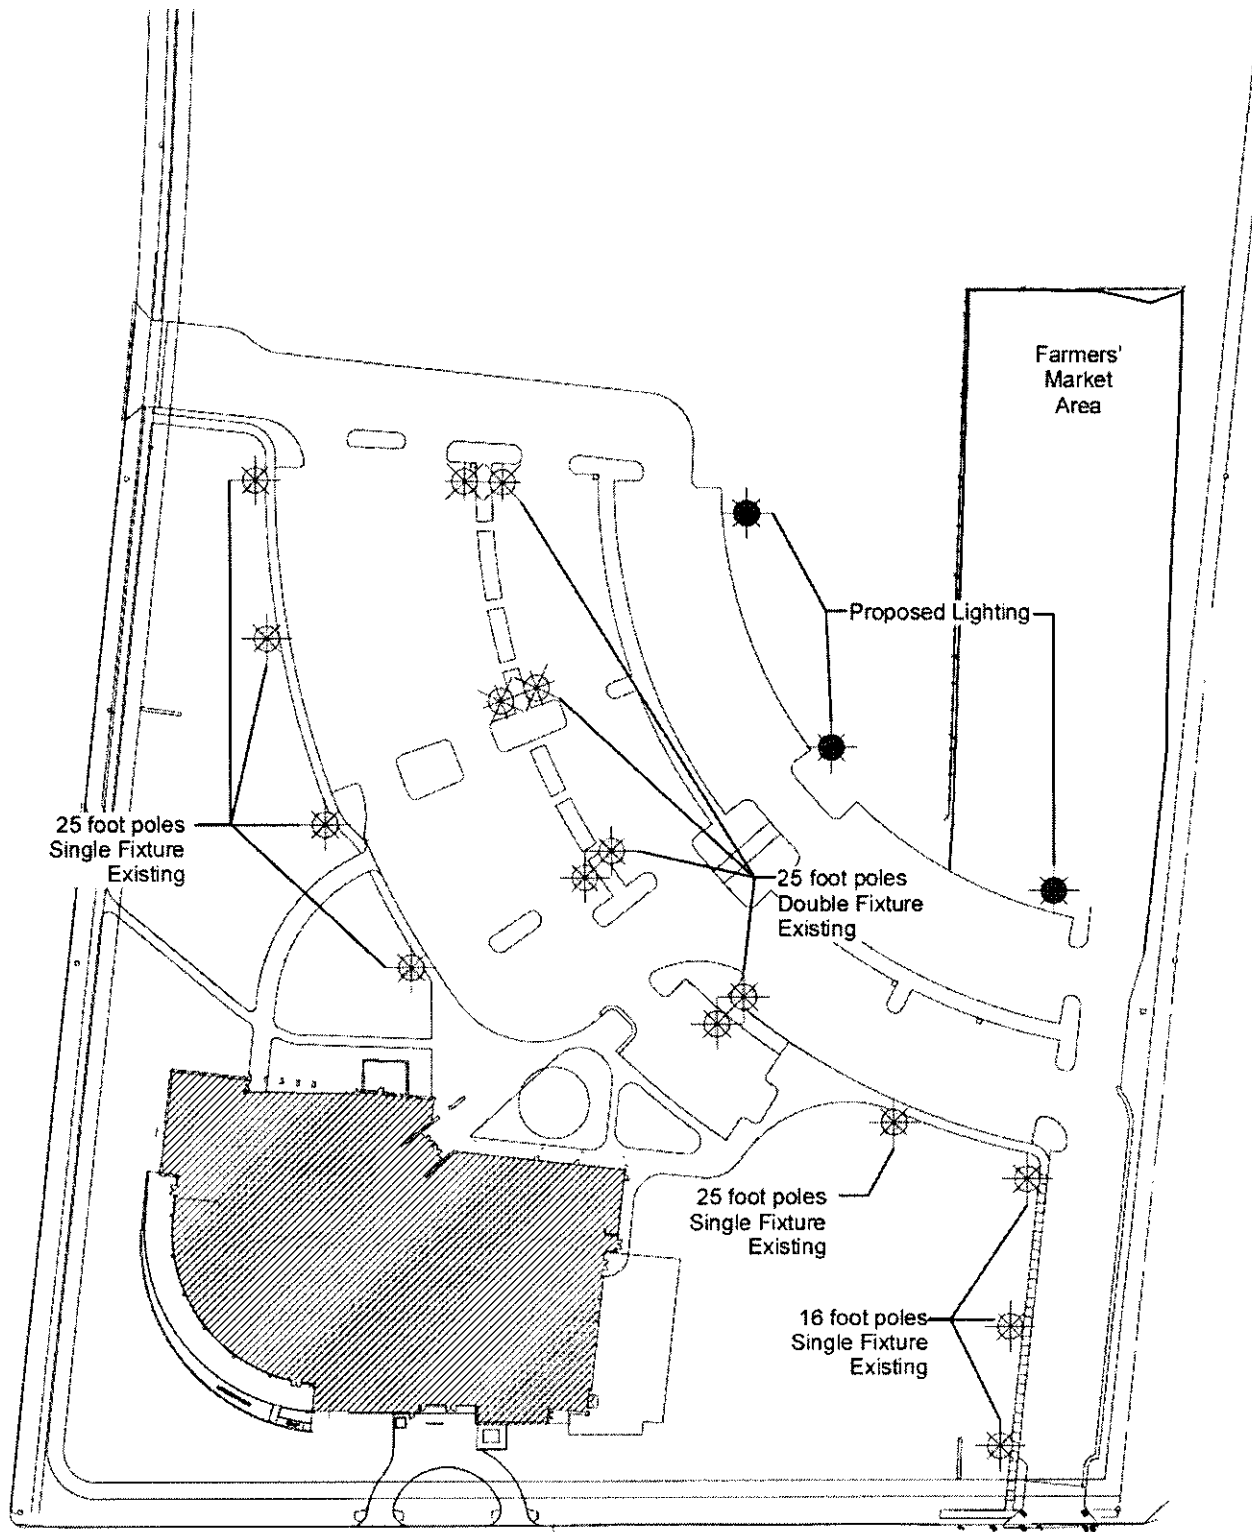 Farmers'
Market
Area
Proposed Lighting
25 foot poles
Single Fixture
Existing
25 foot poles
Double Fixture
Existing
25 foot poles
Single Fixture
Existing
16 foot poles
Single Fixture
Existing